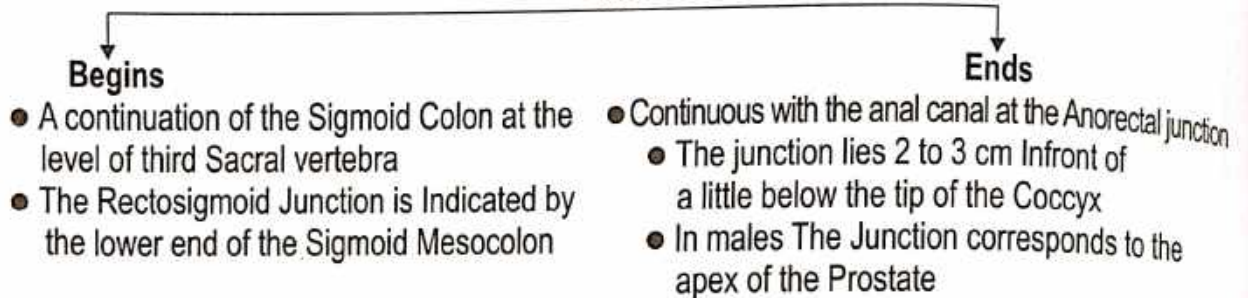 Begins
● A continuation of the Sigmoid Colon at the
level of third Sacral vertebra
● The Rectosigmoid Junction is Indicated by
the lower end of the Sigmoid Mesocolon
Ends
● Continuous with the anal canal at the Anorectal junction
● The junction lies 2 to 3 cm Infront of
a little below the tip of the Coccyx
● In males The Junction corresponds to the
apex of the Prostate